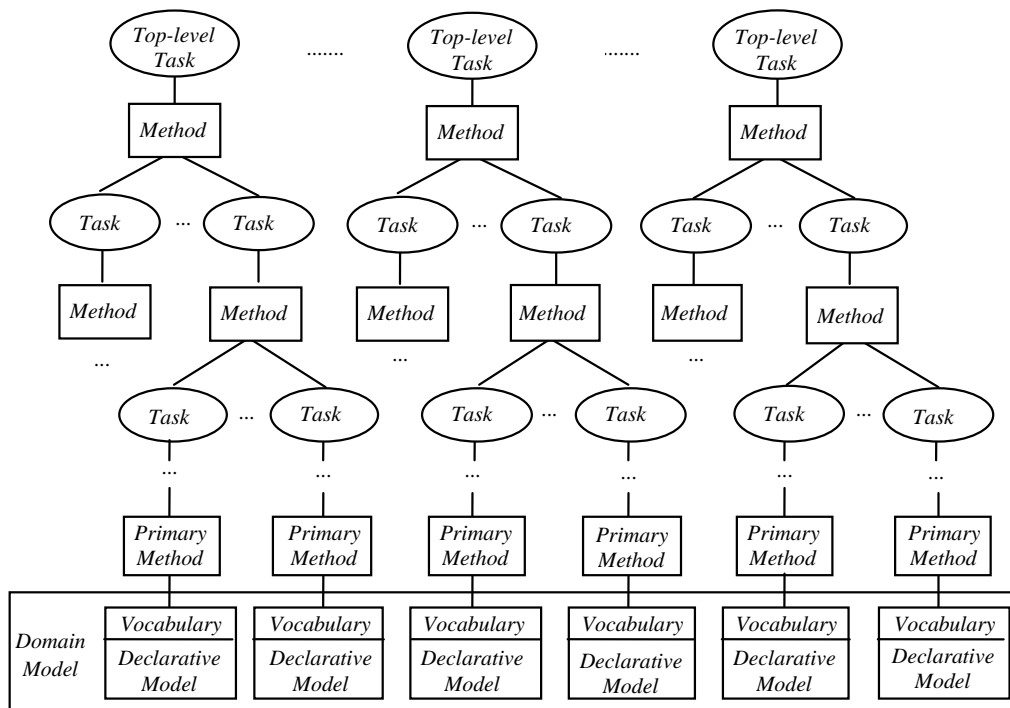 Top-level
Task
.......
Top-level
Task
.......
Top-level
Task
Method
Method
Method
Task
...
Task
Task
...
Task
Task
...
Task
Method
Method
Method
Method
Method
Method
...
...
...
Task
...
Task
Task
...
Task
Task
...
Task
...
...
...
...
...
...
Primary
Method
Primary
Method
Primary
Method
Primary
Method
Primary
Method
Primary
Method
Domain
Model
Vocabulary
Declarative
Model
Vocabulary
Declarative
Model
Vocabulary
Declarative
Model
Vocabulary
Declarative
Model
Vocabulary
Declarative
Model
Vocabulary
Declarative
Model